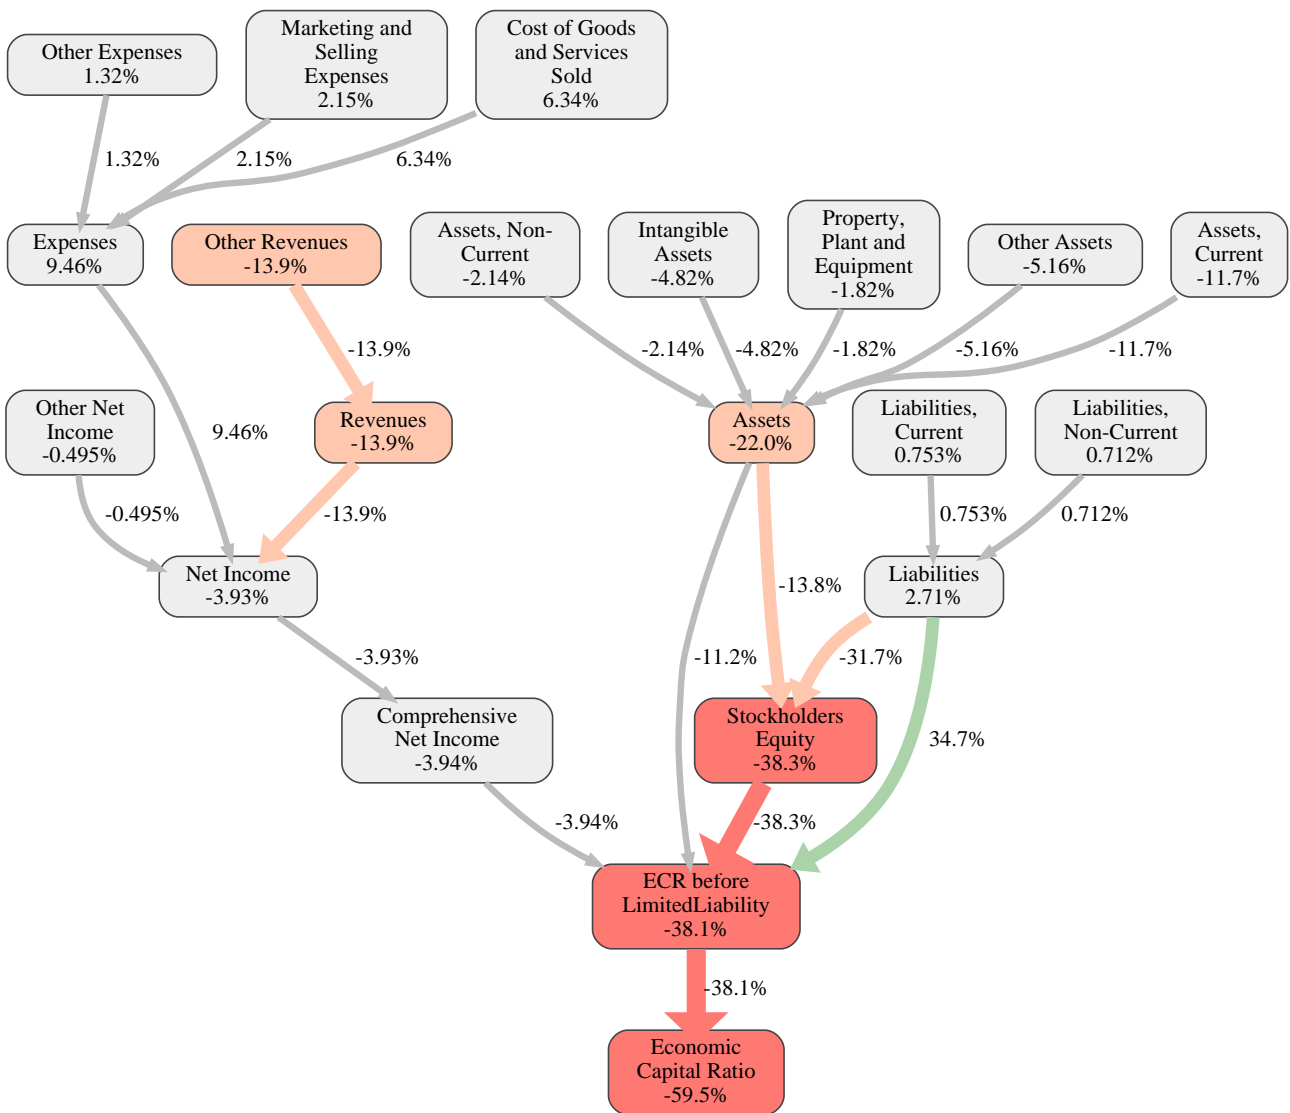 Other Expenses
1.32%
Marketing and
Selling
Expenses
2.15%
Cost of Goods
and Services
Sold
6.34%
1.32%
2.15%
6.34%
Expenses
9.46%
Other Revenues
-13.9%
Assets, Non-
Current
-2.14%
Intangible
Assets
-4.82%
Property,
Plant and
Equipment
-1.82%
Other Assets
-5.16%
Assets,
Current
-11.7%
-13.9%
-2.14%
-4.82%
-1.82%
-5.16%
-11.7%
Other Net
Income
-0.495%
9.46%
Revenues
-13.9%
Assets
-22.0%
Liabilities,
Current
0.753%
Liabilities,
Non-Current
0.712%
-0.495%
-13.9%
0.753%
0.712%
Net Income
-3.93%
-13.8%
Liabilities
2.71%
-3.93%
-11.2%
-31.7%
Comprehensive
Net Income
-3.94%
Stockholders
Equity
-38.3%
34.7%
-3.94%
-38.3%
ECR before
LimitedLiability
-38.1%
-38.1%
Economic
Capital Ratio
-59.5%